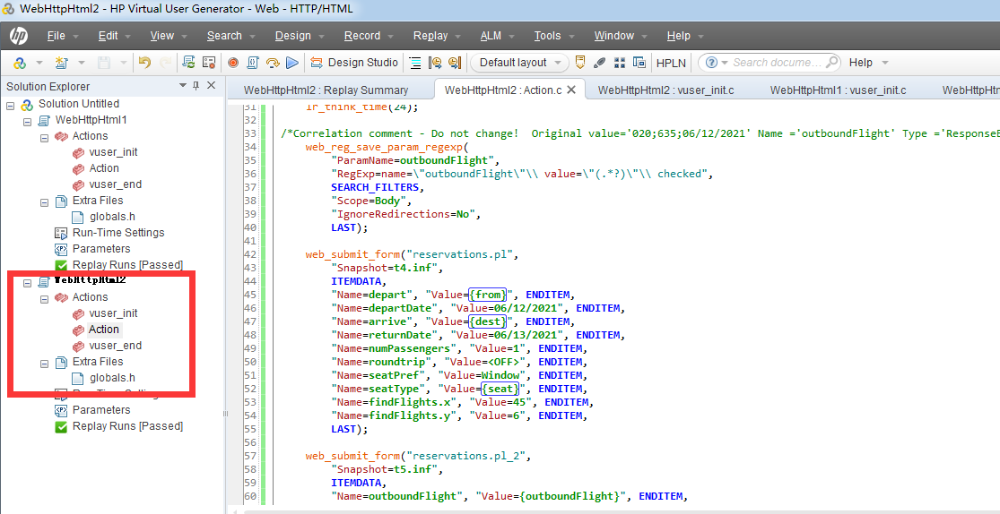 WebHttpHtml2 - HP Virtual User Generator - Web - HTTP/HTML
hp File Edit View Search Design Record Replay ALM Tools Window Help
Design Studio Default layout HPLN Search docume... Help
Solution Explorer
WebHttpHtml2 : Replay Summary WebHttpHtml2 : Action.c WebHttpHtml2 : vuser_init.c WebHttpHtml1 : vuser_init.c WebHttpHtm
Solution Untitled
WebHttpHtml1
Actions
vuser_init
Action
vuser_end
Extra Files
globals.h
Run-Time Settings
Parameters
Replay Runs [Passed]
WebHttpHtml2
Actions
vuser_init
Action
vuser_end
Extra Files
globals.h
Parameters
Replay Runs [Passed]
31 lr_think_time(24);
32
33 /*Correlation comment - Do not change! Original value='020;635;06/12/2021' Name ='outboundFlight' Type ='ResponseB
34 web_reg_save_param_regexp(
35 "ParamName=outboundFlight",
36 "RegExp=name=\"outboundFlight\"\\ value=\"(.*?)\"\\ checked",
37 SEARCH_FILTERS,
38 "Scope=Body",
39 "IgnoreRedirections=No",
40 LAST);
41
42 web_submit_form("reservations.pl",
43 "Snapshot=t4.inf",
44 ITEMDATA,
45 "Name=depart", "Value={from}", ENDITEM,
46 "Name=departDate", "Value=06/12/2021", ENDITEM,
47 "Name=arrive", "Value={dest}", ENDITEM,
48 "Name=returnDate", "Value=06/13/2021", ENDITEM,
49 "Name=numPassengers", "Value=1", ENDITEM,
50 "Name=roundtrip", "Value=<OFF>", ENDITEM,
51 "Name=seatPref", "Value=Window", ENDITEM,
52 "Name=seatType", "Value={seat}", ENDITEM,
53 "Name=findFlights.x", "Value=45", ENDITEM,
54 "Name=findFlights.y", "Value=6", ENDITEM,
55 LAST);
56
57 web_submit_form("reservations.pl_2",
58 "Snapshot=t5.inf",
59 ITEMDATA,
60 "Name=outboundFlight", "Value={outboundFlight}", ENDITEM,